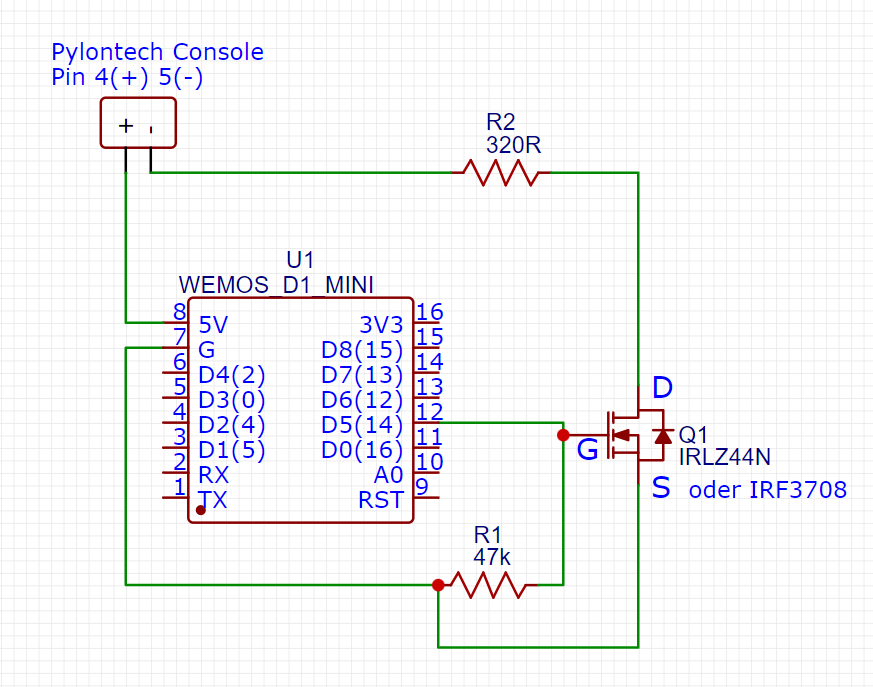 Pylontech Console
Pin 4(+) 5(-)
+ -
R2
320R
U1
WEMOS_D1_MINI
8 5V 3V3 16
7 G D8(15) 15
6 D4(2) D7(13) 14
5 D3(0) D6(12) 13
4 D2(4) D5(14) 12
3 D1(5) D0(16) 11
2 RX A0 10
1 TX RST 9
D
G
Q1
IRLZ44N
S oder IRF3708
R1
47k